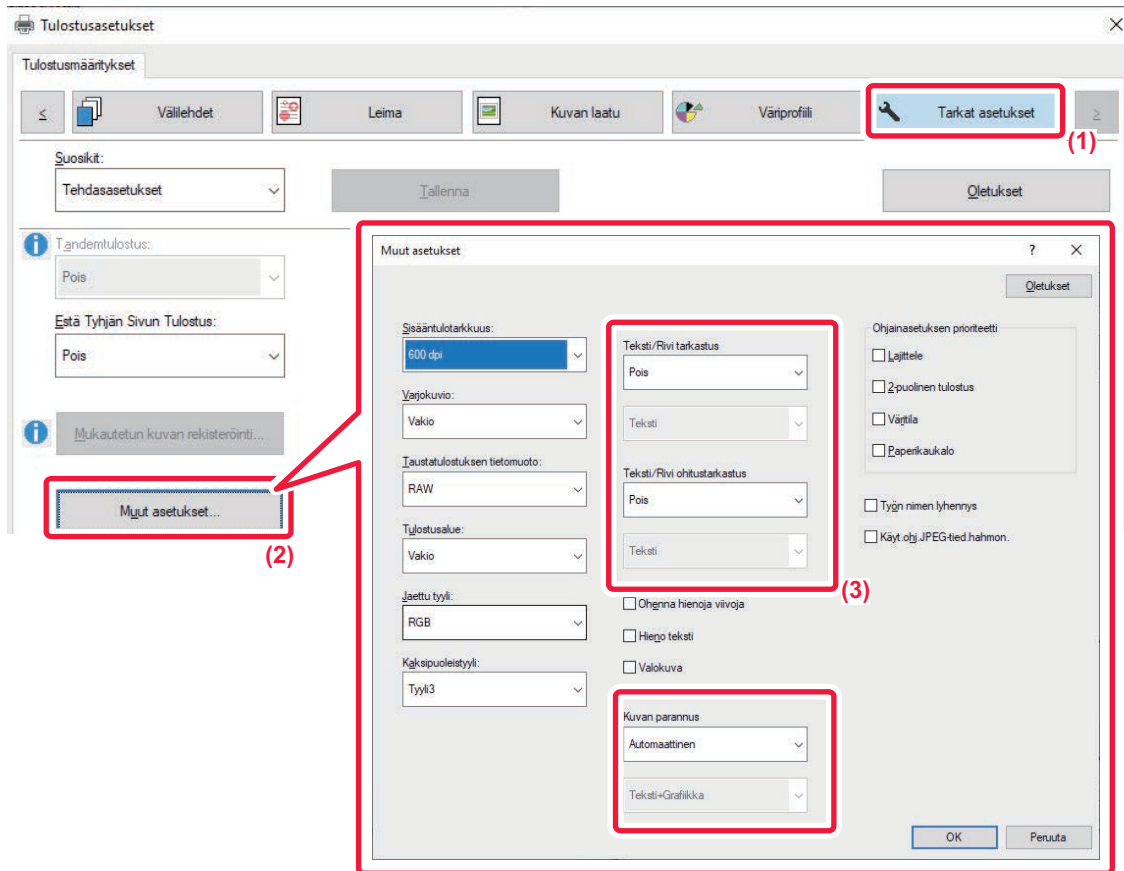 Tulostusasetukset
Tulostusmääritykset
<
Välilehdet
Leima
Kuvan laatu
Väriprofiili
Tarkat asetukset
>
(1)
Suosikit:
Tehdasasetukset
Tallenna
Oletukset
Tandemtulostus:
Pois
Estä Tyhjän Sivun Tulostus:
Pois
Mukautetun kuvan rekisteröinti...
Muut asetukset...
(2)
Muut asetukset
?
Oletukset
Sisääntulotarkkuus:
600 dpi
Varjokuvio:
Vakio
Taustatulostuksen tietomuoto:
RAW
Tulostusalue:
Vakio
Jaettu tyyli:
RGB
Kaksipuoleistyyli:
Tyyli3
Teksti/Rivi tarkastus
Pois
Teksti
Teksti/Rivi ohitustarkastus
Pois
Teksti
(3)
Ohenna hienoja viivoja
Hieno teksti
Valokuva
Kuvan parannus
Automaattinen
Teksti+Grafiikka
Ohjainasetuksen prioriteetti
Lajittele
2-puolinen tulostus
Väritila
Paperikaukalo
Työn nimen lyhennys
Käyt.ohj.JPEG-tied.hahmon.
OK
Peruuta